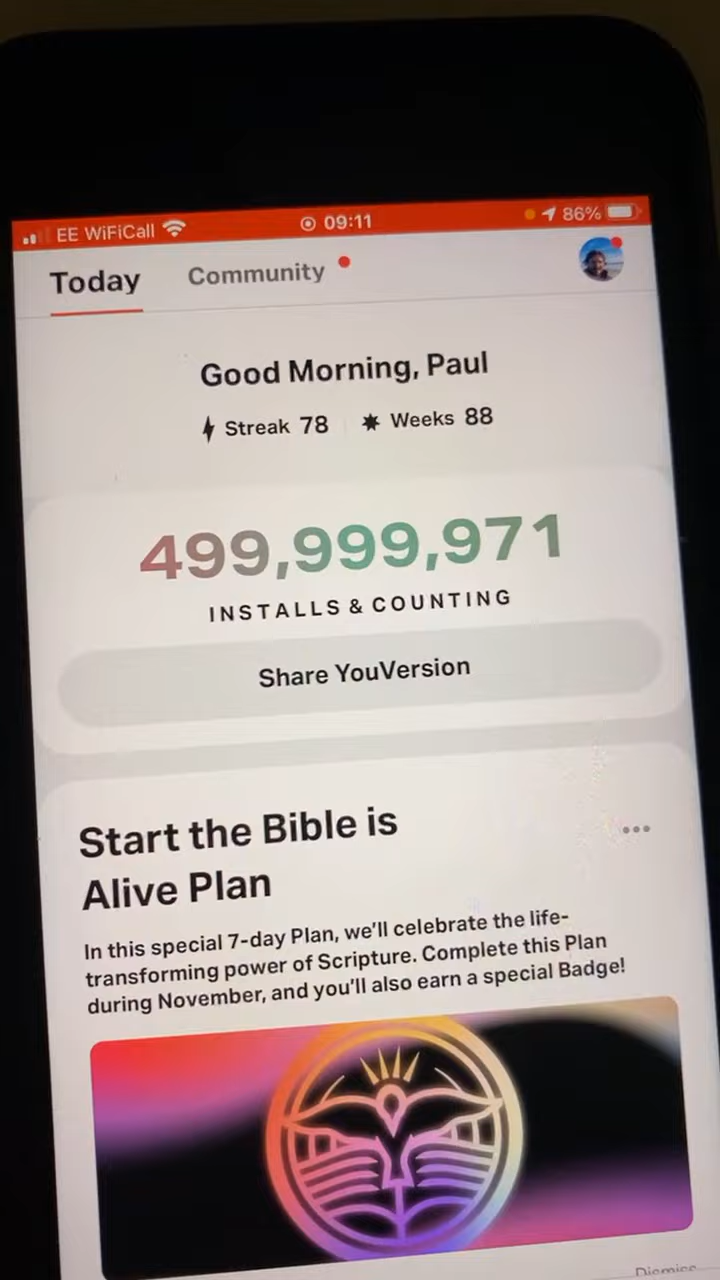 EE WiFiCall 09:11 86%
Today Community
Good Morning, Paul
Streak 78 Weeks 88
499,999,971
INSTALLS & COUNTING
Share YouVersion
Start the Bible is
Alive Plan
In this special 7-day Plan, we'll celebrate the life-
transforming power of Scripture. Complete this Plan
during November, and you'll also earn a special Badge!
Dismiss